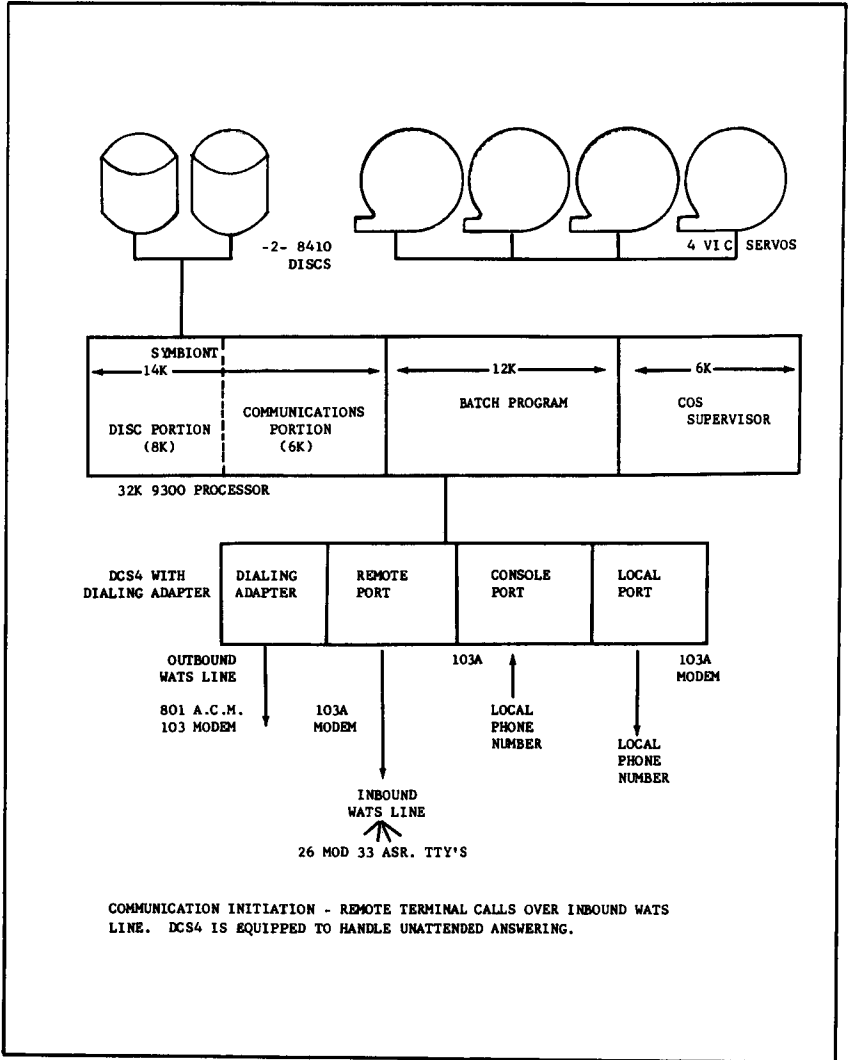 -2- 8410
DISCS
4 VIC SERVOS
SYMBIONT
14K
12K
6K
DISC PORTION
(8K)
COMMUNICATIONS
PORTION
(6K)
BATCH PROGRAM
COS
SUPERVISOR
32K 9300 PROCESSOR
DCS4 WITH
DIALING ADAPTER
DIALING
ADAPTER
REMOTE
PORT
CONSOLE
PORT
LOCAL
PORT
OUTBOUND
WATS LINE
801 A.C.M.
103 MODEM
103A
MODEM
103A
LOCAL
PHONE
NUMBER
103A
MODEM
LOCAL
PHONE
NUMBER
INBOUND
WATS LINE
26 MOD 33 ASR. TTY'S
COMMUNICATION INITIATION - REMOTE TERMINAL CALLS OVER INBOUND WATS
LINE. DCS4 IS EQUIPPED TO HANDLE UNATTENDED ANSWERING.